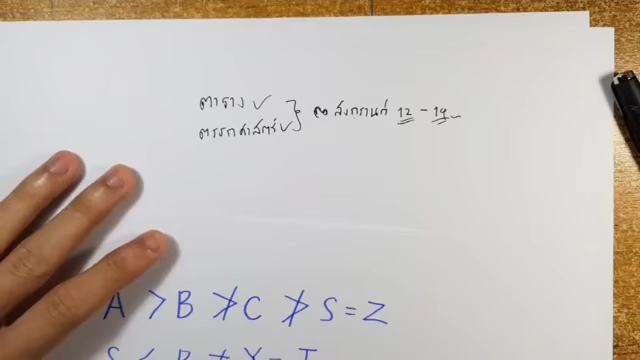 ตาราง ✓
ตรรกศาสตร์ ✓ } สงกรานต์ 12 - 14
A > B ≯ C ≯ S = Z